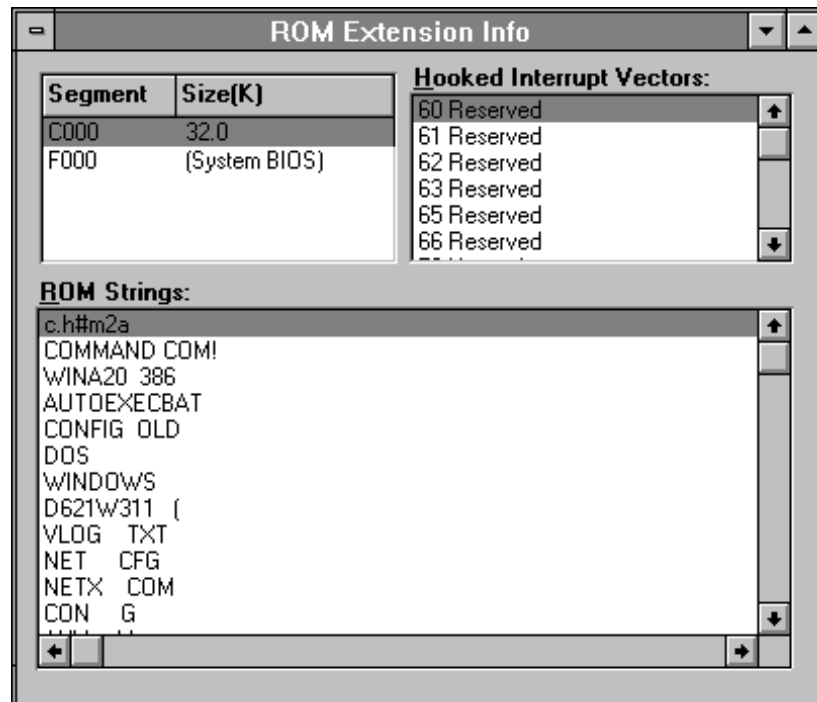 ROM Extension Info
Segment Size(K)
C000 32.0
F000 (System BIOS)
Hooked Interrupt Vectors:
60 Reserved
61 Reserved
62 Reserved
63 Reserved
65 Reserved
66 Reserved
ROM Strings:
c.h#m2a
COMMAND COM!
WINA20 386
AUTOEXECBAT
CONFIG OLD
DOS
WINDOWS
D621W311 (
VLOG TXT
NET CFG
NETX COM
CON G